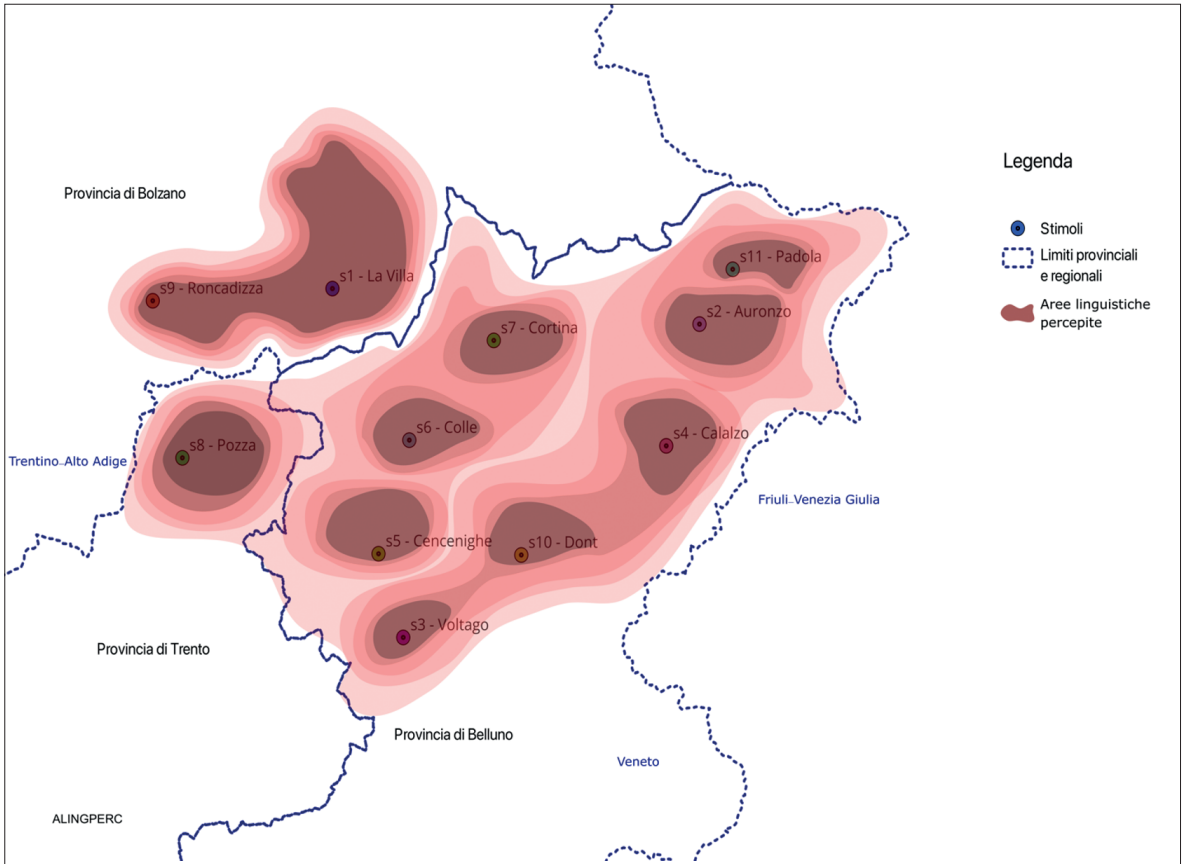 Provincia di Bolzano
Legenda
Stimoli
Limiti provinciali
e regionali
Aree linguistiche
percepite
s11 - Padola
s1 - La Villa
s9 - Roncadizza
s2 - Auronzo
s7 - Cortina
s6 - Colle
s4 - Calalzo
s8 - Pozza
Trentino-Alto Adige
Friuli-Venezia Giulia
s5 - Cencenighe
s10 - Dont
s3 - Voltago
Provincia di Trento
Provincia di Belluno
Veneto
ALINGPERC